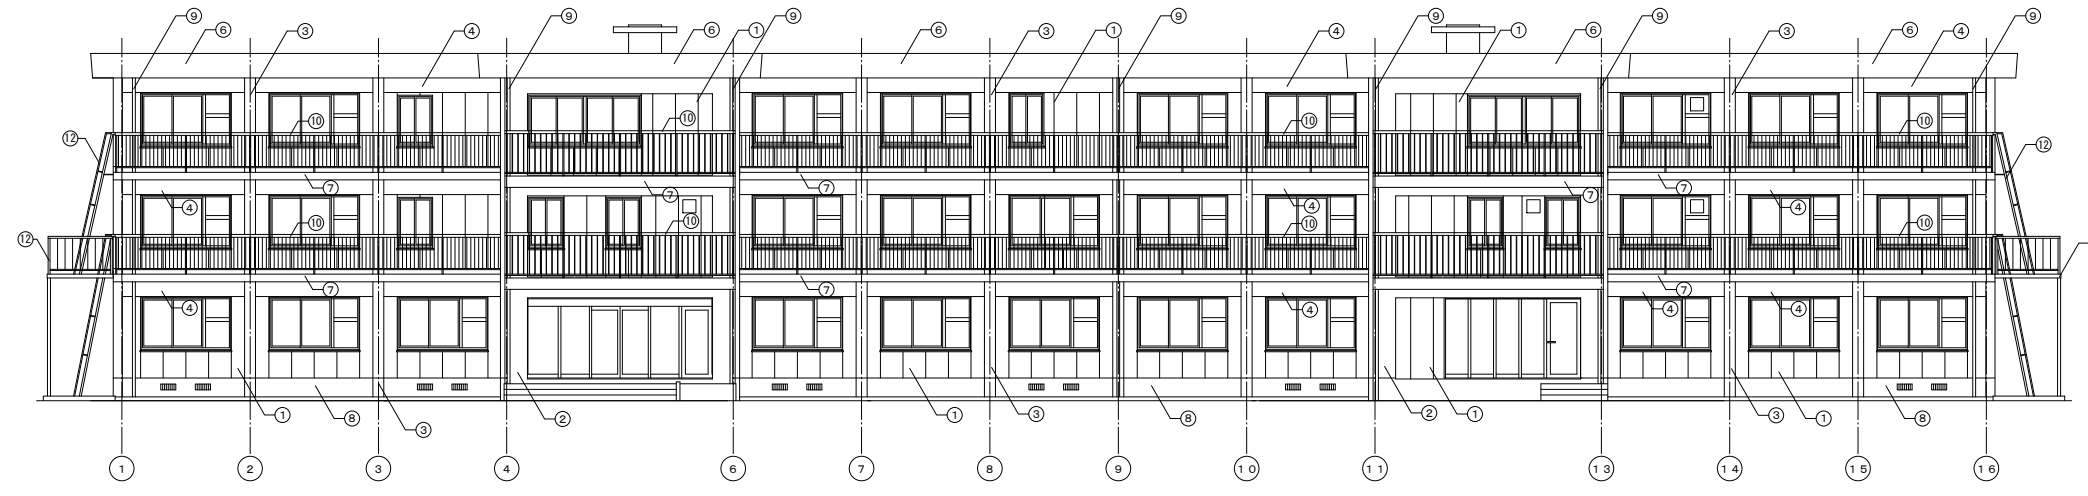 ⑨ ⑨ ⑨ ⑨ ⑨ ⑨ ⑨
⑥ ③ ④ ① ⑥ ⑥ ③ ① ④ ① ⑥ ③ ⑥ ④
⑫ ⑩ ⑩ ⑩ ⑩ ⑩ ⑫
⑦ ⑦ ⑦ ⑦ ⑦
④ ④ ④
⑫ ⑩ ⑩ ⑩ ⑩
⑦ ⑦ ⑦
④ ④ ④ ④
① ⑧ ③ ② ① ③ ⑧ ② ① ③ ① ⑧
1 2 3 4 6 7 8 9 10 11 13 14 15 16